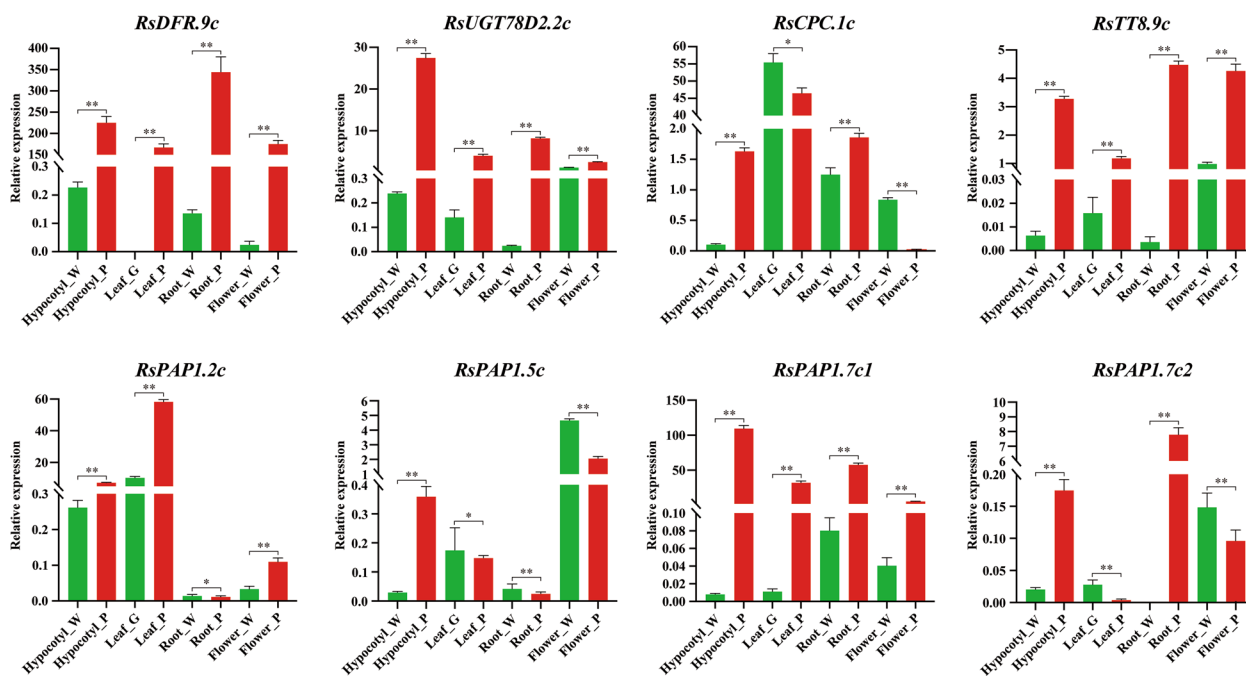 RsDFR.9c
RsUGT78D2.2c
RsCPC.1c
RsTT8.9c
Relative expression
400
350
300
250
200
150
0.3
0.2
0.1
0.0
**
**
**
**
Hypocotyl_W
Hypocotyl_P
Leaf_G
Leaf_P
Root_W
Root_P
Flower_W
Flower_P
Relative expression
30
20
10
0.3
0.2
0.1
0.0
**
**
**
**
Hypocotyl_W
Hypocotyl_P
Leaf_G
Leaf_P
Root_W
Root_P
Flower_W
Flower_P
Relative expression
60
55
50
45
40
2.0
1.5
1.0
0.5
0.0
**
*
**
**
Hypocotyl_W
Hypocotyl_P
Leaf_G
Leaf_P
Root_W
Root_P
Flower_W
Flower_P
Relative expression
5
4
3
2
1
0.03
0.02
0.01
0.00
**
**
**
**
Hypocotyl_W
Hypocotyl_P
Leaf_G
Leaf_P
Root_W
Root_P
Flower_W
Flower_P
RsPAP1.2c
RsPAP1.5c
RsPAP1.7c1
RsPAP1.7c2
Relative expression
60
40
20
10
0.3
0.2
0.1
0.0
**
**
*
**
Hypocotyl_W
Hypocotyl_P
Leaf_G
Leaf_P
Root_W
Root_P
Flower_W
Flower_P
Relative expression
6
5
4
3
2
1
0.4
0.3
0.2
0.1
0.0
**
*
**
**
Hypocotyl_W
Hypocotyl_P
Leaf_G
Leaf_P
Root_W
Root_P
Flower_W
Flower_P
Relative expression
150
100
50
0.10
0.08
0.06
0.04
0.02
0.00
**
**
**
**
Hypocotyl_W
Hypocotyl_P
Leaf_G
Leaf_P
Root_W
Root_P
Flower_W
Flower_P
Relative expression
10
9
8
7
6
0.20
0.15
0.10
0.05
0.00
**
**
**
**
Hypocotyl_W
Hypocotyl_P
Leaf_G
Leaf_P
Root_W
Root_P
Flower_W
Flower_P